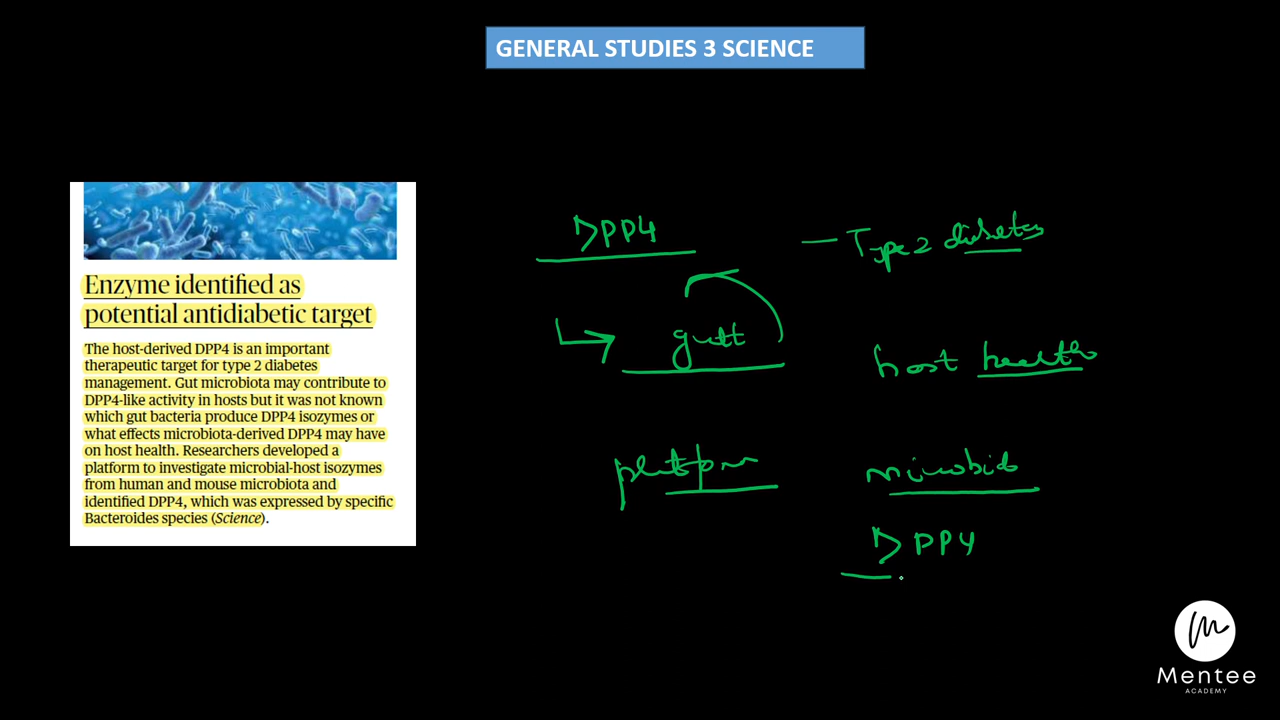 GENERAL STUDIES 3 SCIENCE
Enzyme identified as
potential antidiabetic target
The host-derived DPP4 is an important
therapeutic target for type 2 diabetes
management. Gut microbiota may contribute to
DPP4-like activity in hosts but it was not known
which gut bacteria produce DPP4 isozymes or
what effects microbiota-derived DPP4 may have
on host health. Researchers developed a
platform to investigate microbial-host isozymes
from human and mouse microbiota and
identified DPP4, which was expressed by specific
Bacteroides species (Science).
DPP4
Type 2 diabetes
gutt
host health
platform
DPP4
Mentee
ACADEMY